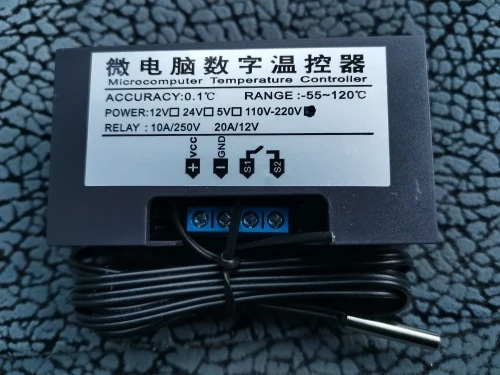 微电脑数字温控器
Microcomputer Temperature Controller
ACCURACY:0.1℃ RANGE:-55~120℃
POWER:12V□ 24V□ 5V□ 110V-220V●
RELAY : 10A/250V 20A/12V
+ VCC - GND S1 S2